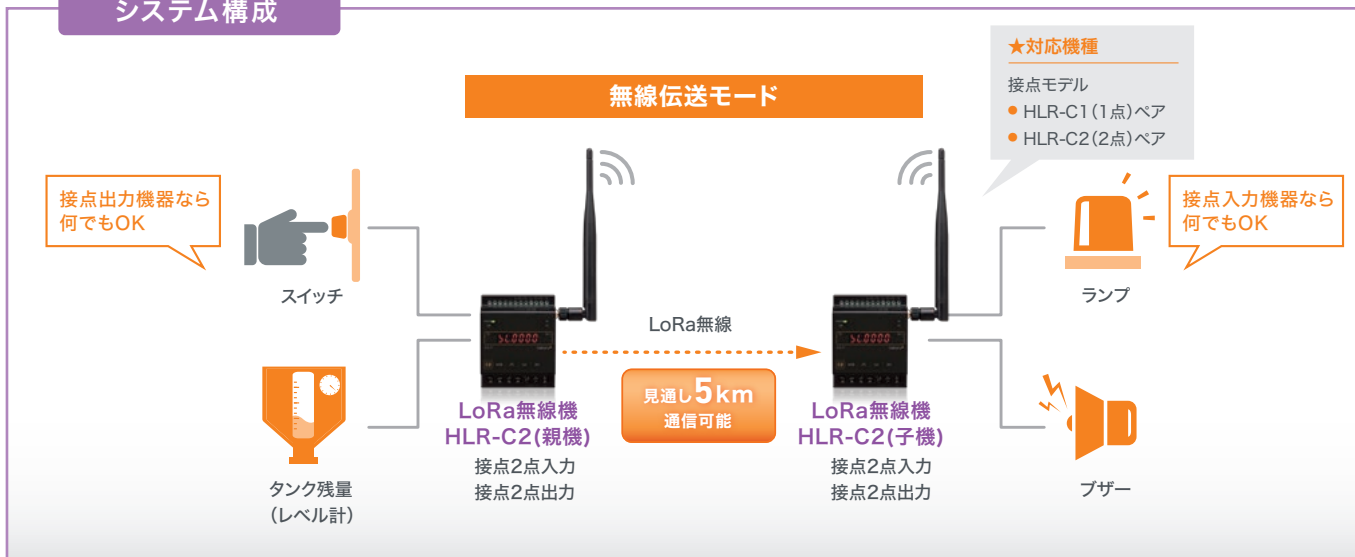 システム構成
★対応機種
接点モデル
● HLR-C1(1点)ペア
● HLR-C2(2点)ペア
無線伝送モード
接点出力機器なら
何でもOK
接点入力機器なら
何でもOK
スイッチ
ランプ
LoRa無線
見通し5km
通信可能
LoRa無線機
HLR-C2(親機)
接点2点入力
接点2点出力
LoRa無線機
HLR-C2(子機)
接点2点入力
接点2点出力
タンク残量
(レベル計)
ブザー